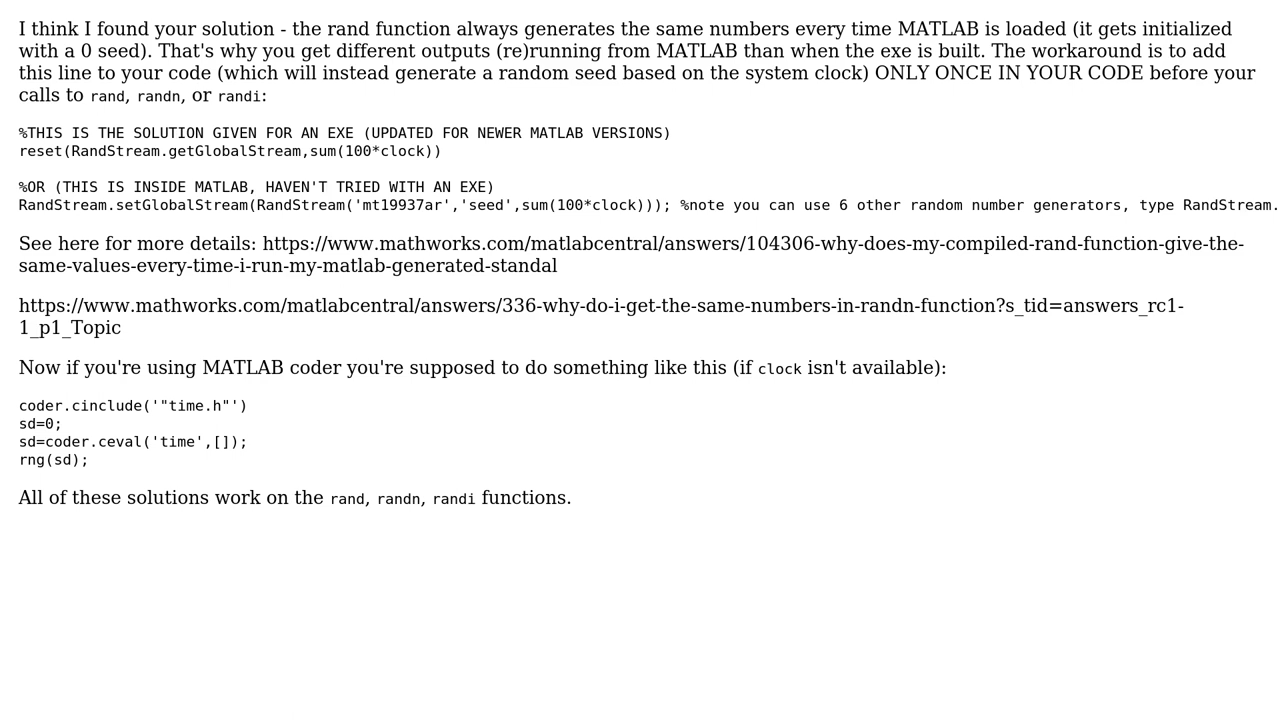 I think I found your solution - the rand function always generates the same numbers every time MATLAB is loaded (it gets initialized
with a 0 seed). That's why you get different outputs (re)running from MATLAB than when the exe is built. The workaround is to add
this line to your code (which will instead generate a random seed based on the system clock) ONLY ONCE IN YOUR CODE before your
calls to rand, randn, or randi:
%THIS IS THE SOLUTION GIVEN FOR AN EXE (UPDATED FOR NEWER MATLAB VERSIONS)
reset(RandStream.getGlobalStream,sum(100*clock))
%OR (THIS IS INSIDE MATLAB, HAVEN'T TRIED WITH AN EXE)
RandStream.setGlobalStream(RandStream('mt19937ar','seed',sum(100*clock))); %note you can use 6 other random number generators, type RandStream.
See here for more details: https://www.mathworks.com/matlabcentral/answers/104306-why-does-my-compiled-rand-function-give-the-
same-values-every-time-i-run-my-matlab-generated-standal
https://www.mathworks.com/matlabcentral/answers/336-why-do-i-get-the-same-numbers-in-randn-function?s_tid=answers_rc1-
1_p1_Topic
Now if you're using MATLAB coder you're supposed to do something like this (if clock isn't available):
coder.cinclude('"time.h"')
sd=0;
sd=coder.ceval('time',[]);
rng(sd);
All of these solutions work on the rand, randn, randi functions.